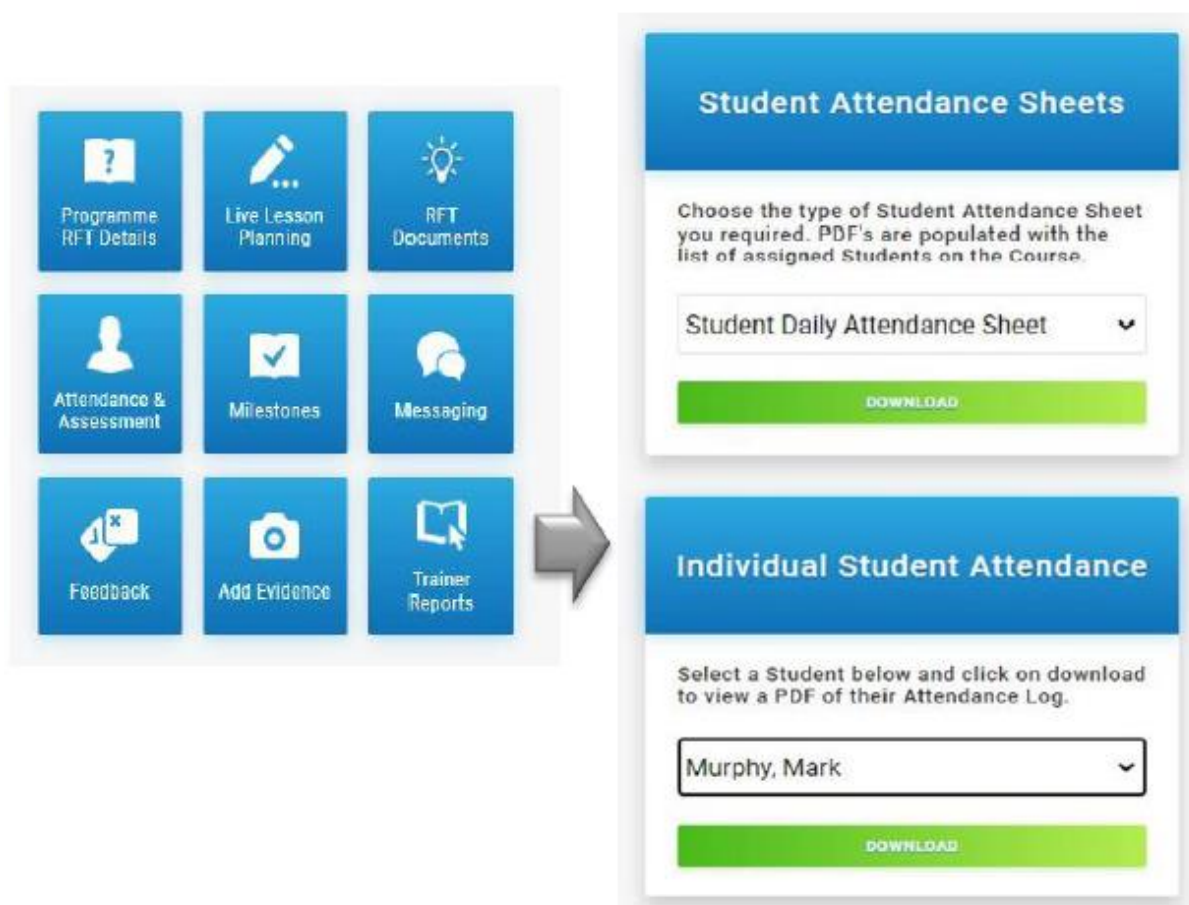 ?
Programme
RFT Details
Live Lesson
Planning
RFT
Documents
Attendance &
Assessment
Milestones
Messaging
Feedback
Add Evidence
Trainer
Reports
Student Attendance Sheets
Choose the type of Student Attendance Sheet
you required. PDF's are populated with the
list of assigned Students on the Course.
Student Daily Attendance Sheet
DOWNLOAD
Individual Student Attendance
Select a Student below and click on download
to view a PDF of their Attendance Log.
Murphy, Mark
DOWNLOAD